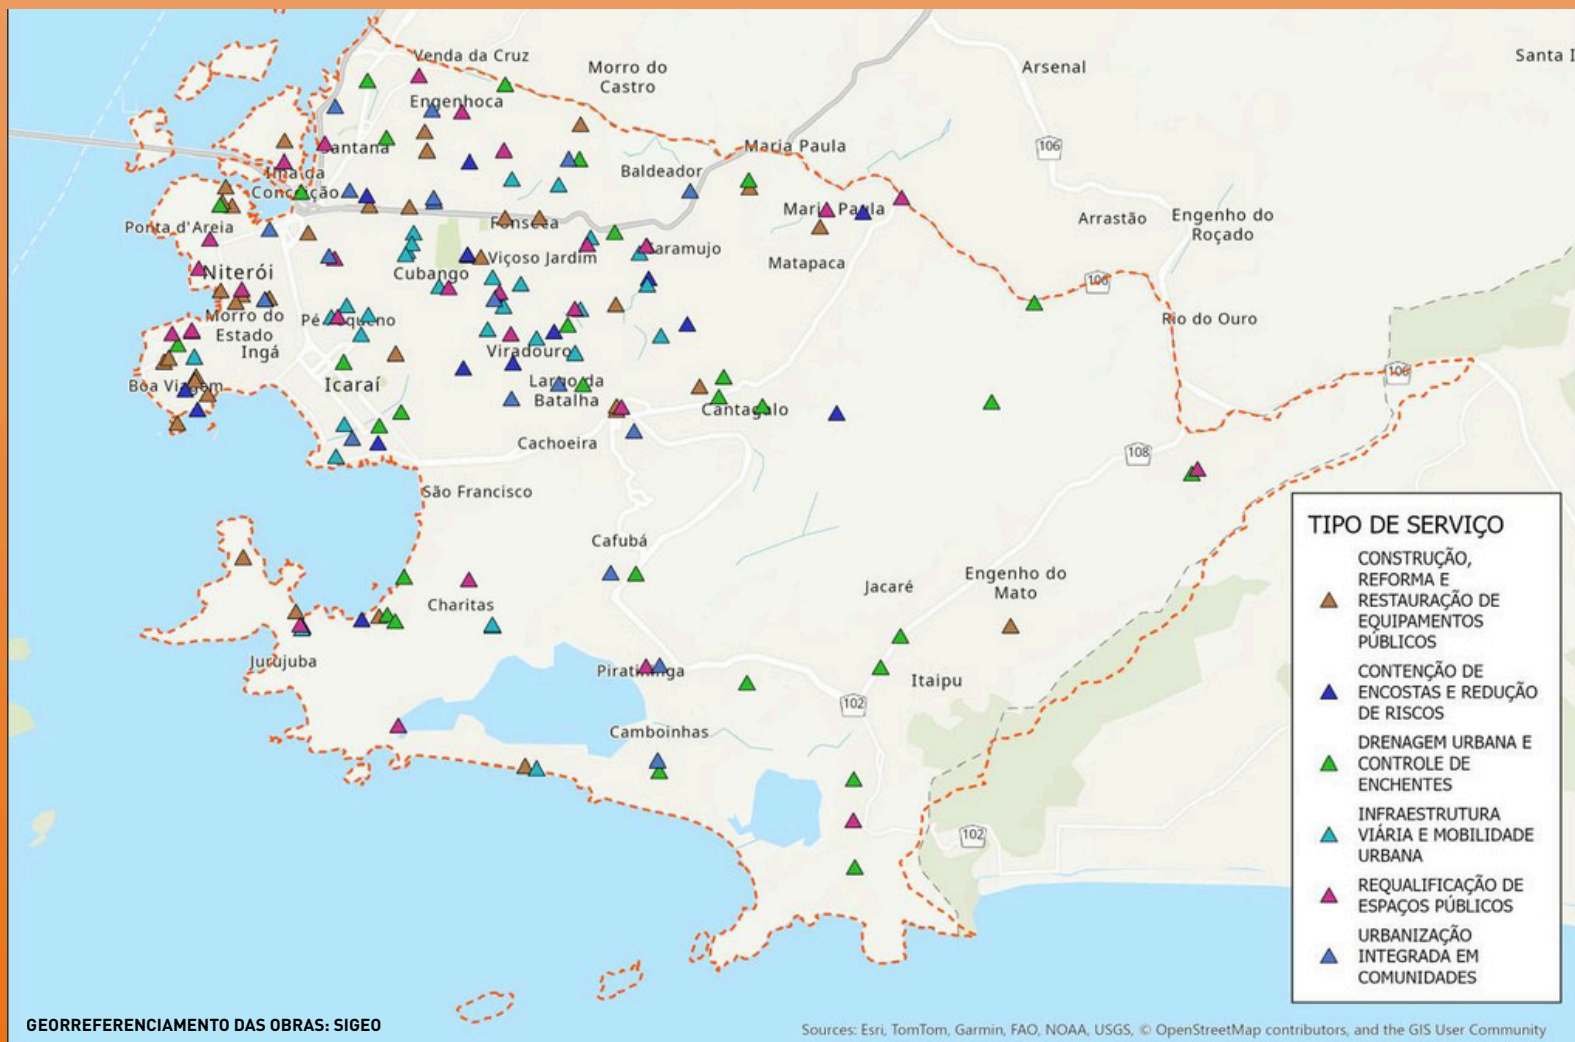 Venda da Cruz
Morro do
Castro
Arsenal
Santa I
Engenhoca
106
Santana
Maria Paula
Baldeador
Ilha da
Conceição
Maria Paula
Arrastão
Engenho do
Roçado
Ponta d'Areia
Fonseca
Caramujo
Viçoso Jardim
Matapaca
Niterói
Cubango
106
Morro do
Estado
Pé Pequeno
Rio do Ouro
Ingá
Viradouro
106
Boa Viagem
Icaraí
Largo da
Batalha
Cantagalo
Cachoeira
108
São Francisco
Cafubá
Jacaré
Engenho do
Mato
Charitas
Jurujuba
Piratininga
Itaipu
102
Camboinhas
102
TIPO DE SERVIÇO
CONSTRUÇÃO,
REFORMA E
RESTAURAÇÃO DE
EQUIPAMENTOS
PÚBLICOS
CONTENÇÃO DE
ENCOSTAS E REDUÇÃO
DE RISCOS
DRENAGEM URBANA E
CONTROLE DE
ENCHENTES
INFRAESTRUTURA
VIÁRIA E MOBILIDADE
URBANA
REQUALIFICAÇÃO DE
ESPAÇOS PÚBLICOS
URBANIZAÇÃO
INTEGRADA EM
COMUNIDADES
GEORREFERENCIAMENTO DAS OBRAS: SIGEO
Sources: Esri, TomTom, Garmin, FAO, NOAA, USGS, © OpenStreetMap contributors, and the GIS User Community